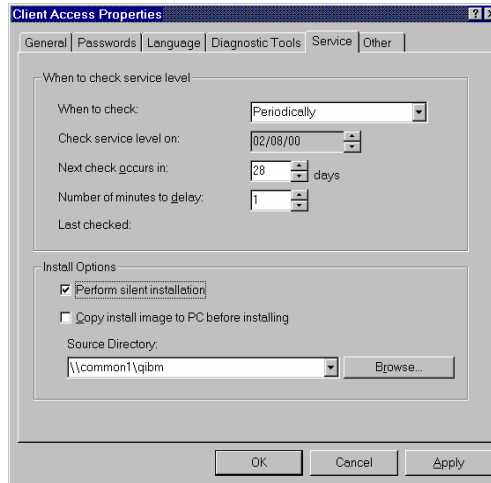 Client Access Properties
General Passwords Language Diagnostic Tools Service Other
When to check service level
When to check: Periodically
Check service level on: 02/08/00
Next check occurs in: 28 days
Number of minutes to delay: 1
Last checked:
Install Options
Perform silent installation
Copy install image to PC before installing
Source Directory:
\\common1\qibm Browse...
OK Cancel Apply